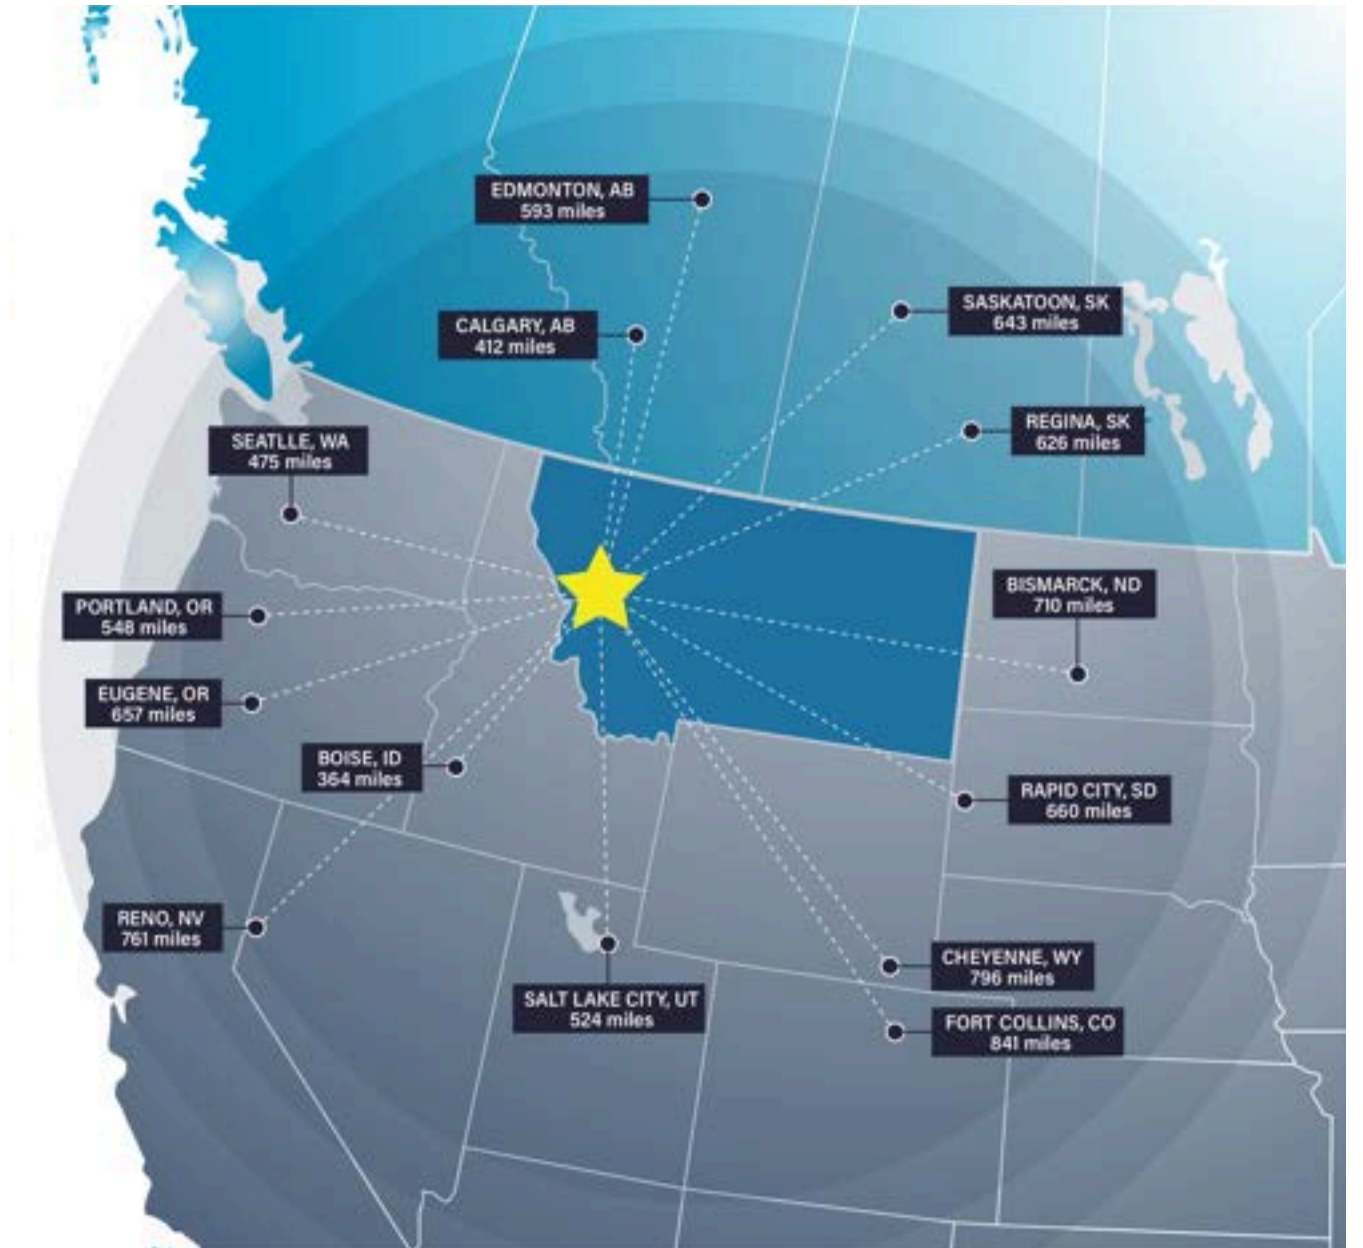 EDMONTON, AB
593 miles
SASKATOON, SK
643 miles
CALGARY, AB
412 miles
REGINA, SK
626 miles
SEATLLE, WA
475 miles
BISMARCK, ND
710 miles
PORTLAND, OR
548 miles
EUGENE, OR
657 miles
BOISE, ID
364 miles
RAPID CITY, SD
660 miles
RENO, NV
761 miles
CHEYENNE, WY
796 miles
SALT LAKE CITY, UT
524 miles
FORT COLLINS, CO
841 miles